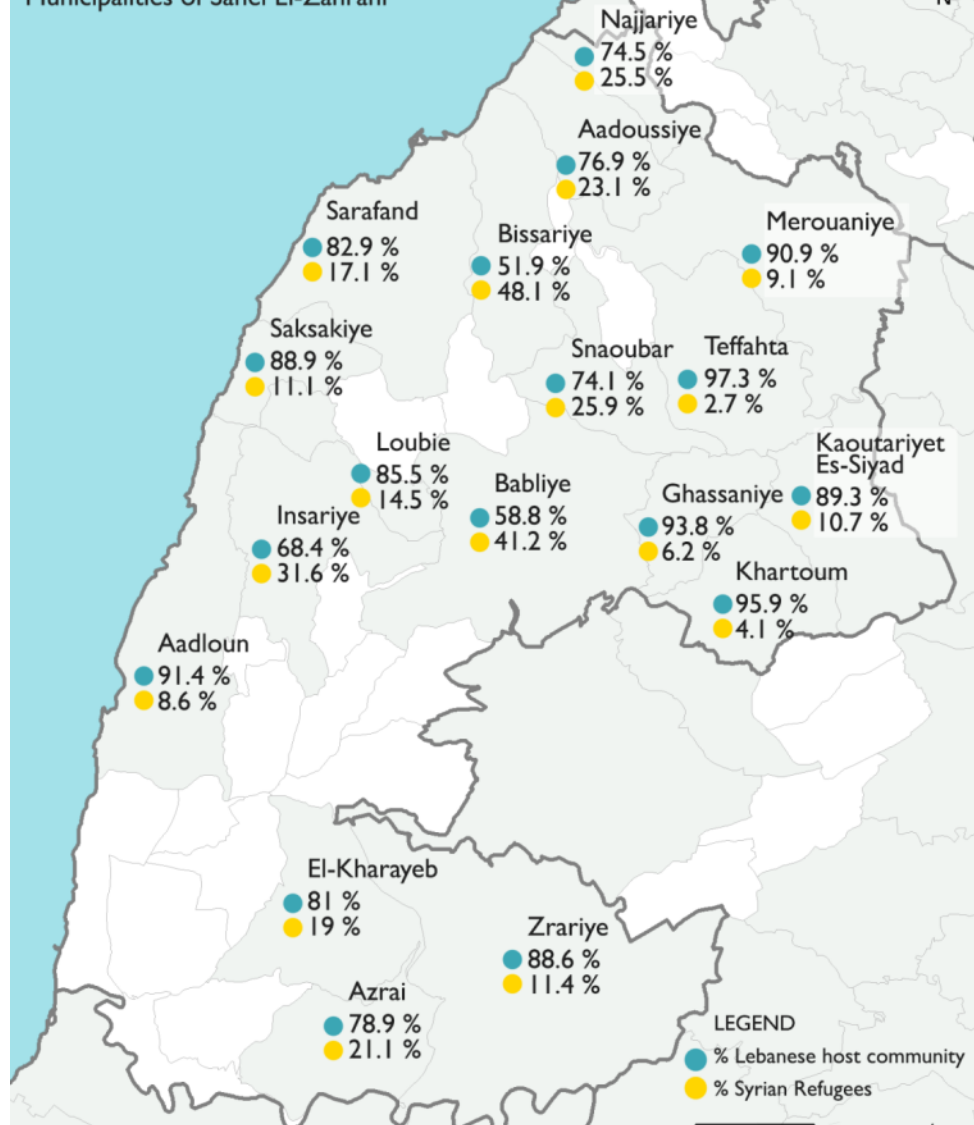 Municipalities of Sahel El-Zahrani
N
Najjariye
74.5 %
25.5 %
Aadoussiye
76.9 %
23.1 %
Sarafand
82.9 %
17.1 %
Bissariye
51.9 %
48.1 %
Merouaniye
90.9 %
9.1 %
Saksakiye
88.9 %
11.1 %
Snaoubar
74.1 %
25.9 %
Teffahta
97.3 %
2.7 %
Loubie
85.5 %
14.5 %
Babliye
58.8 %
41.2 %
Kaoutariyet
Es-Siyad
89.3 %
10.7 %
Ghassaniye
93.8 %
6.2 %
Insariye
68.4 %
31.6 %
Khartoum
95.9 %
4.1 %
Aadloun
91.4 %
8.6 %
El-Kharayeb
81 %
19 %
Zrariye
88.6 %
11.4 %
Azrai
78.9 %
21.1 %
LEGEND
% Lebanese host community
% Syrian Refugees